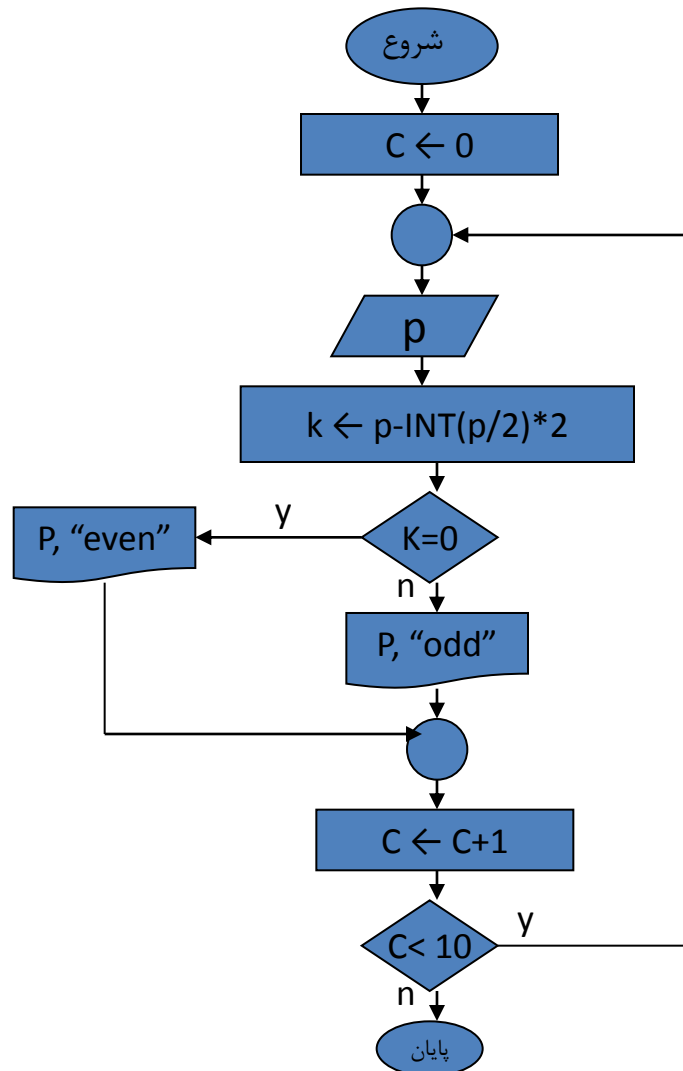 شروع
C ← 0
p
k ← p-INT(p/2)*2
K=0
y
P, “even”
n
P, “odd”
C ← C+1
C< 10
y
n
پایان